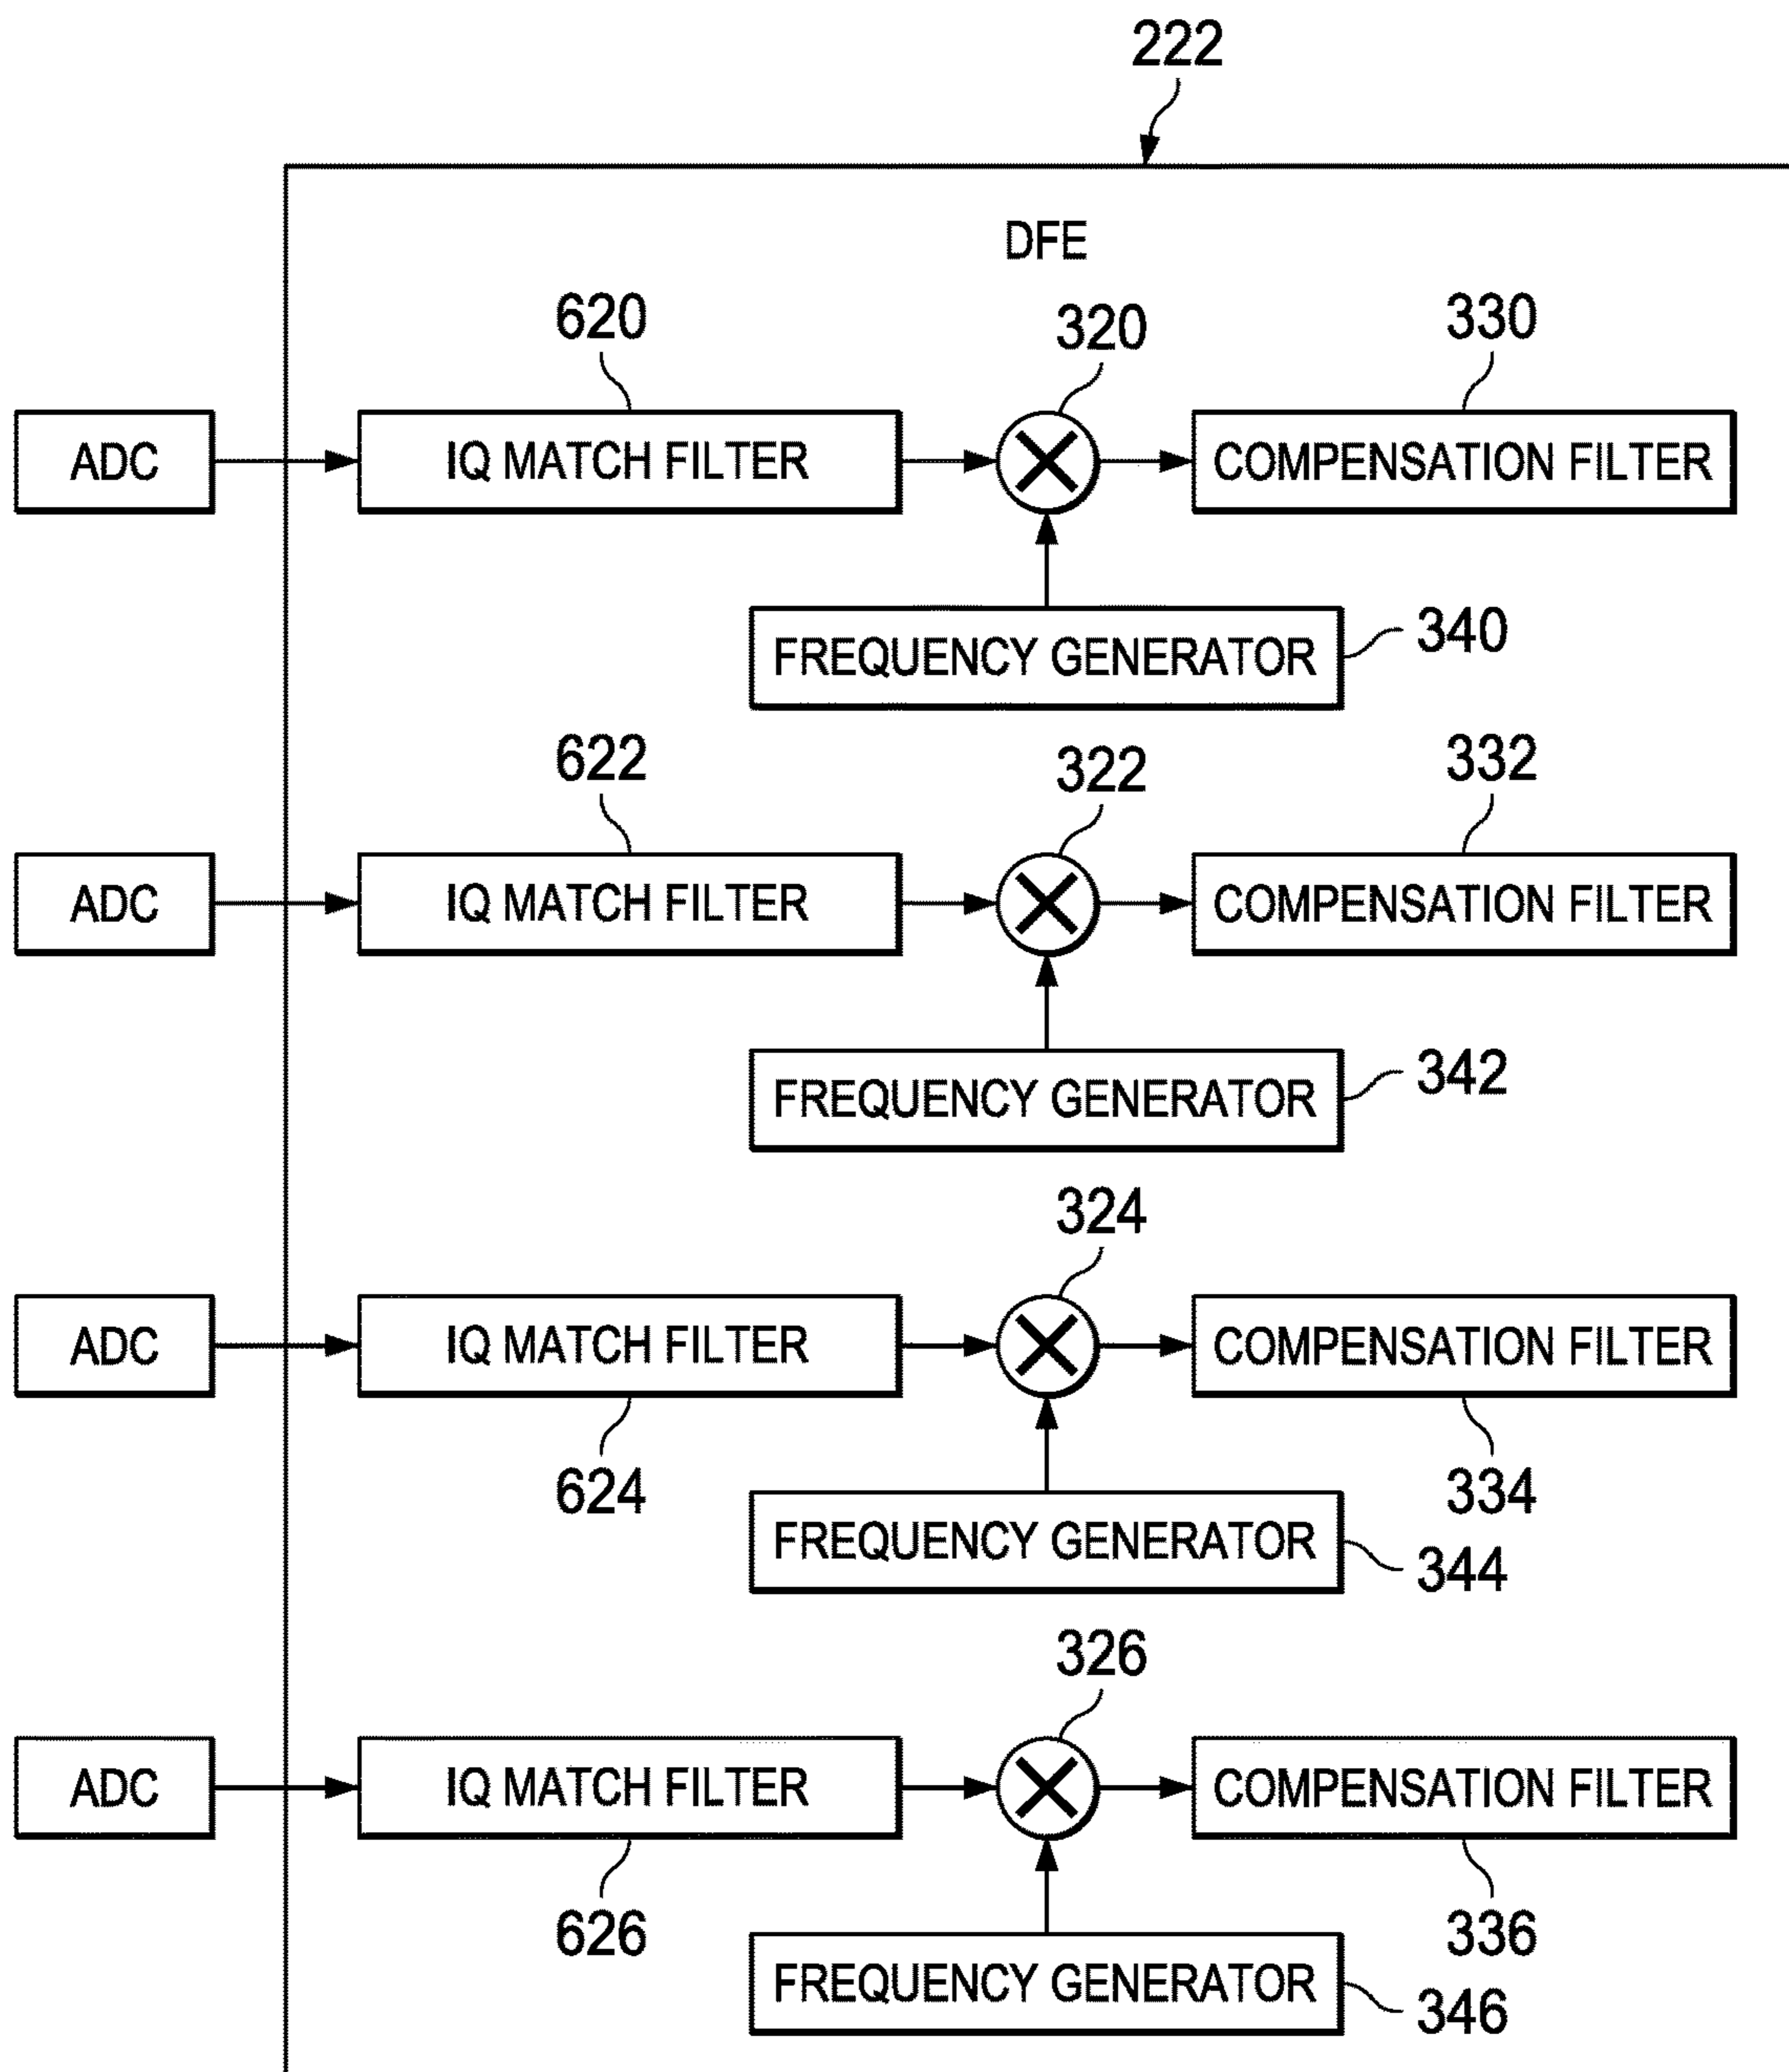 222
DFE
620
320
330
ADC
IQ MATCH FILTER
COMPENSATION FILTER
FREQUENCY GENERATOR
340
622
322
332
ADC
IQ MATCH FILTER
COMPENSATION FILTER
FREQUENCY GENERATOR
342
324
ADC
IQ MATCH FILTER
COMPENSATION FILTER
624
334
FREQUENCY GENERATOR
344
326
ADC
IQ MATCH FILTER
COMPENSATION FILTER
626
336
FREQUENCY GENERATOR
346